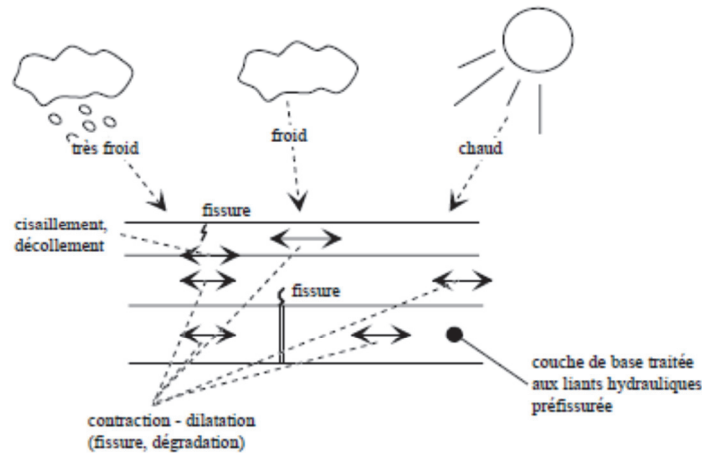 très froid
froid
chaud
fissure
cisaillement,
décollement
fissure
couche de base traitée
aux liants hydrauliques
préfissurée
contraction - dilatation
(fissure, dégradation)